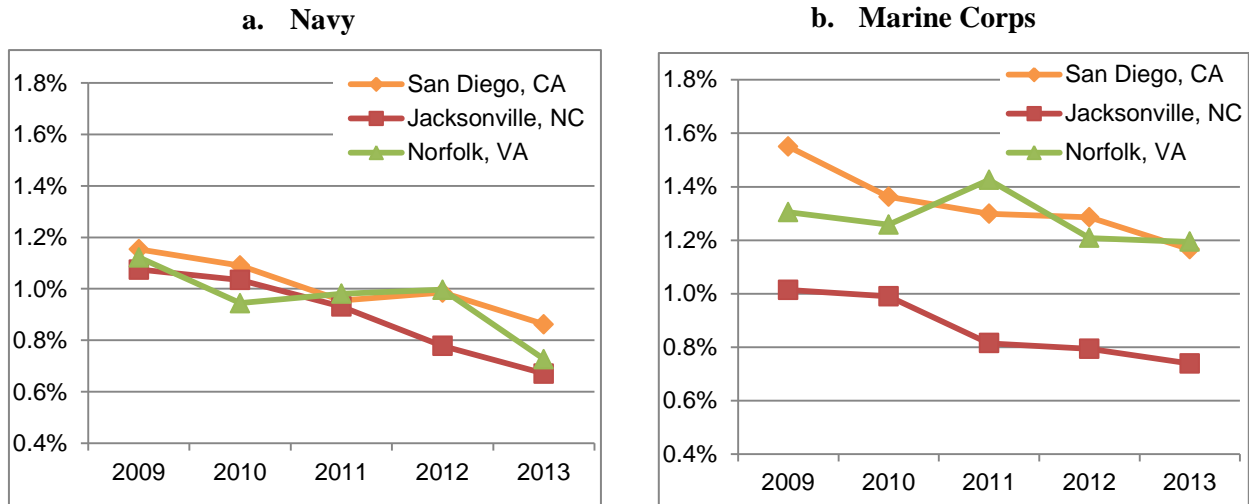 a. Navy
1.8%
1.6%
1.4%
1.2%
1.0%
0.8%
0.6%
0.4%
San Diego, CA
Jacksonville, NC
Norfolk, VA
2009 2010 2011 2012 2013
b. Marine Corps
1.8%
1.6%
1.4%
1.2%
1.0%
0.8%
0.6%
0.4%
San Diego, CA
Jacksonville, NC
Norfolk, VA
2009 2010 2011 2012 2013